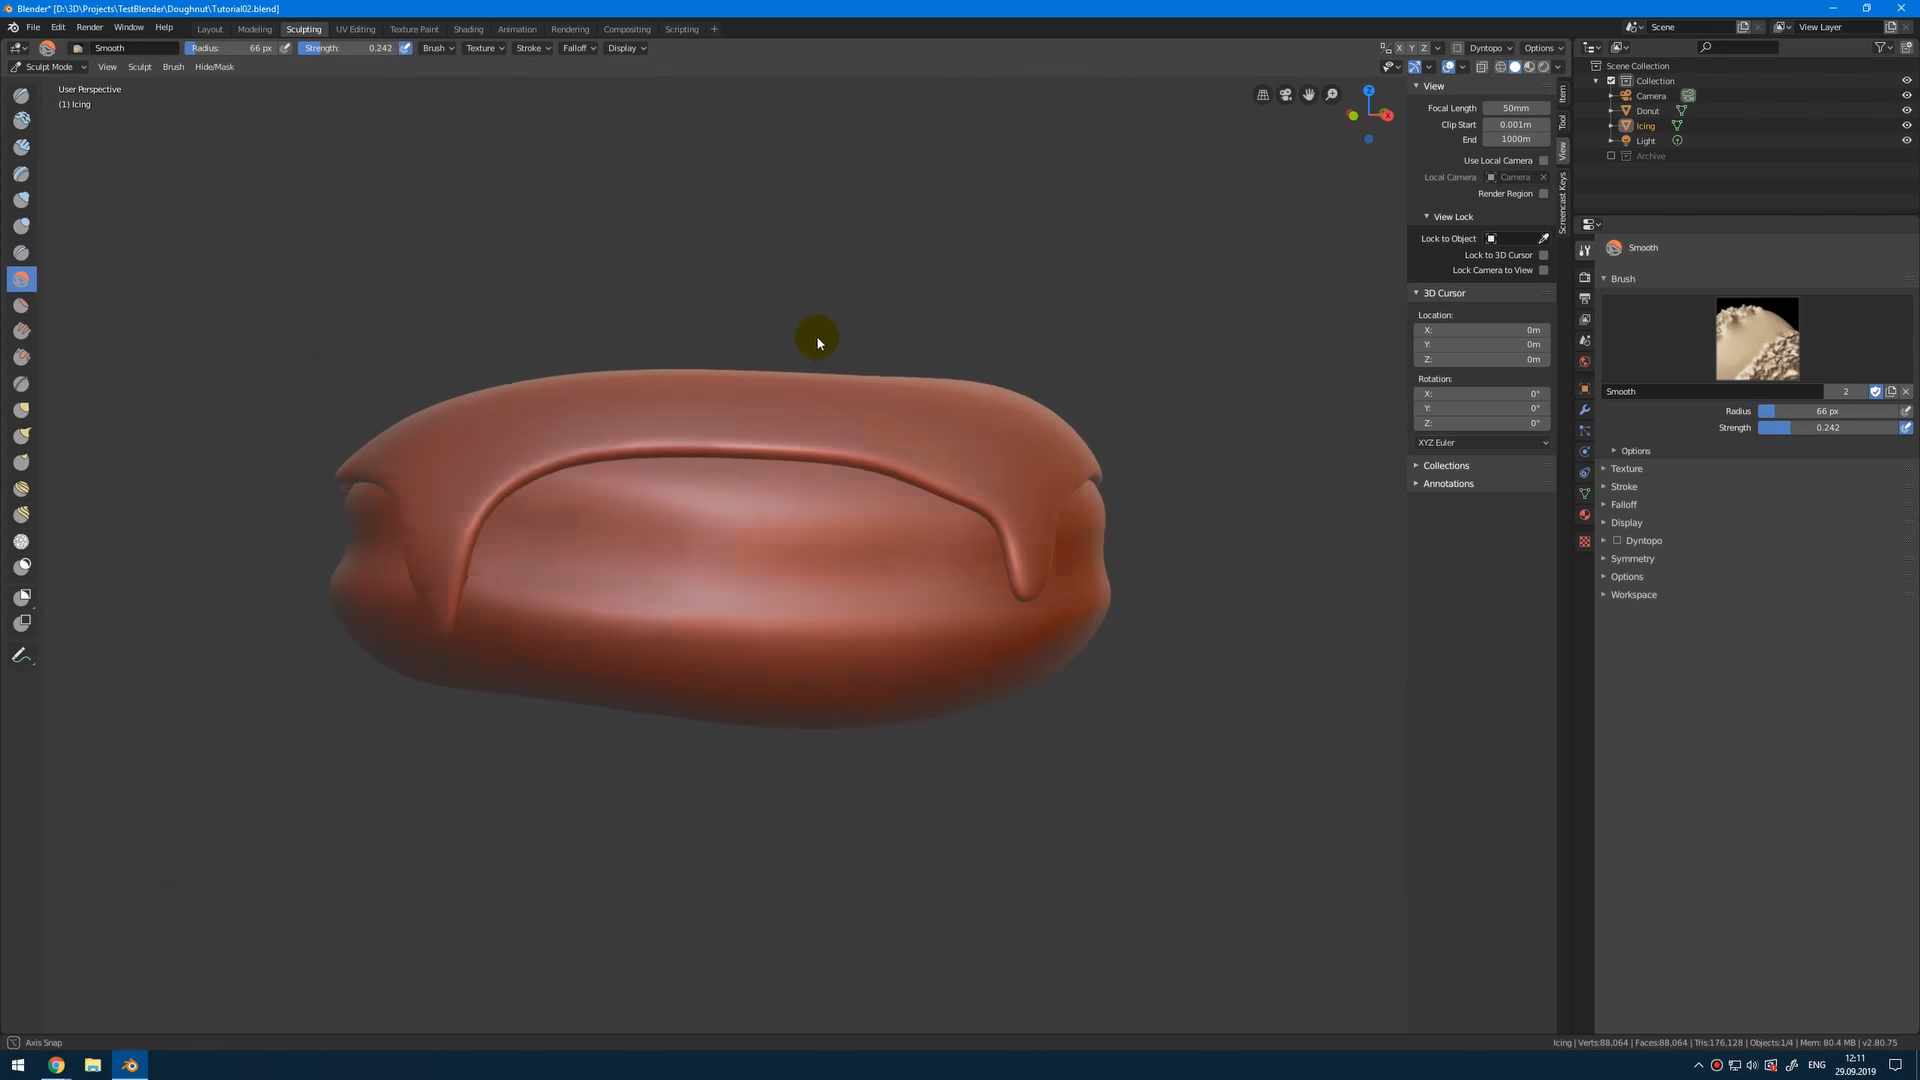 Blender* [D:\3D\Projects\TestBlender\Doughnut\Tutorial02.blend]
File Edit Render Window Help Layout Modeling Sculpting UV Editing Texture Paint Shading Animation Rendering Compositing Scripting + Scene View Layer
Smooth Radius: 66 px Strength: 0.242 Brush Texture Stroke Falloff Display X Y Z Dyntopo Options
Sculpt Mode View Sculpt Brush Hide/Mask
User Perspective
(1) Icing
Z
X
View
Focal Length 50mm
Clip Start 0.001m
End 1000m
Use Local Camera
Local Camera Camera
Render Region
View Lock
Lock to Object
Lock to 3D Cursor
Lock Camera to View
3D Cursor
Location:
X: 0m
Y: 0m
Z: 0m
Rotation:
X: 0°
Y: 0°
Z: 0°
XYZ Euler
Collections
Annotations
Item
Tool
View
Screencast Keys
Scene Collection
Collection
Camera
Donut
Icing
Light
Archive
Smooth
Brush
Smooth 2
Radius 66 px
Strength 0.242
Options
Texture
Stroke
Falloff
Display
Dyntopo
Symmetry
Options
Workspace
Axis Snap
Icing | Verts:88,064 | Faces:88,064 | Tris:176,128 | Objects:1/4 | Mem: 80.4 MB | v2.80.75
ENG
12:11
29.09.2019